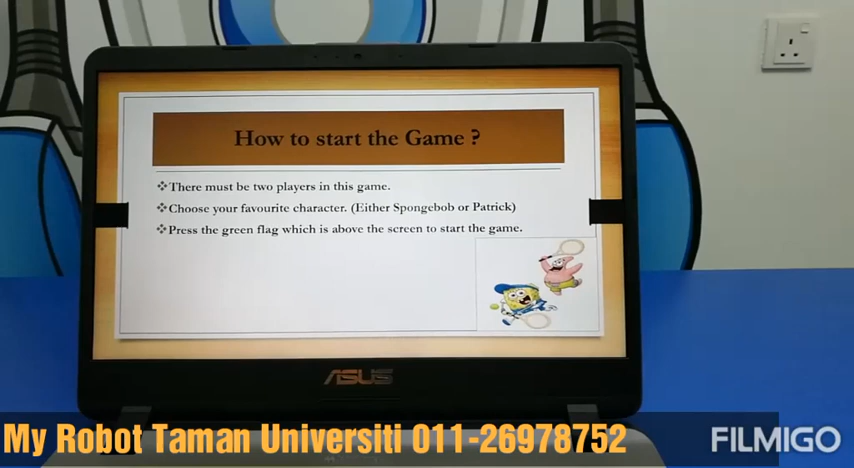 How to start the Game ?
❖There must be two players in this game.
❖Choose your favourite character. (Either Spongebob or Patrick)
❖Press the green flag which is above the screen to start the game.
ASUS
My Robot Taman Universiti 011-26978752
FILMIGO